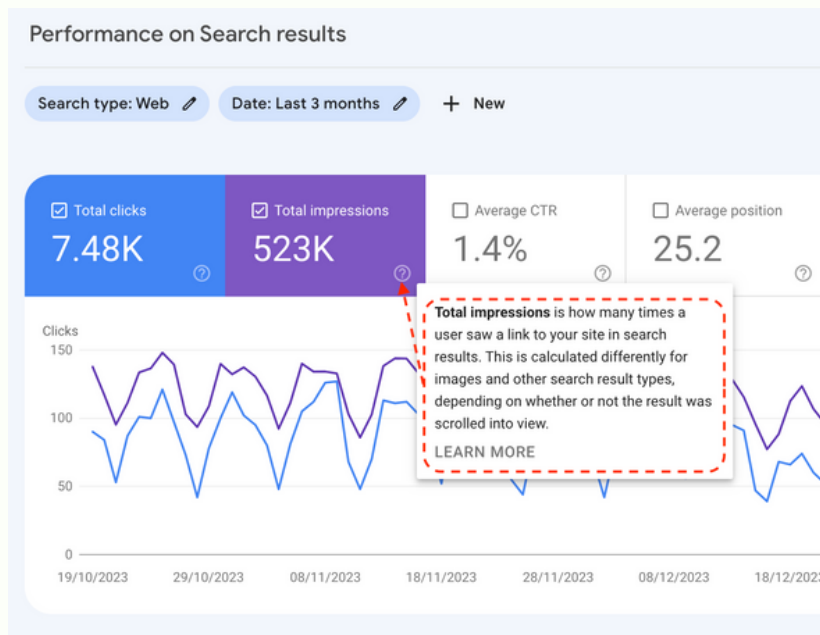 Performance on Search results
Search type: Web
Date: Last 3 months
+ New
Total clicks
7.48K
Total impressions
523K
Average CTR
1.4%
Average position
25.2
Total impressions is how many times a
user saw a link to your site in search
results. This is calculated differently for
images and other search result types,
depending on whether or not the result was
scrolled into view.
LEARN MORE
Clicks
150
100
50
0
19/10/2023
29/10/2023
08/11/2023
18/11/2023
28/11/2023
08/12/2023
18/12/202